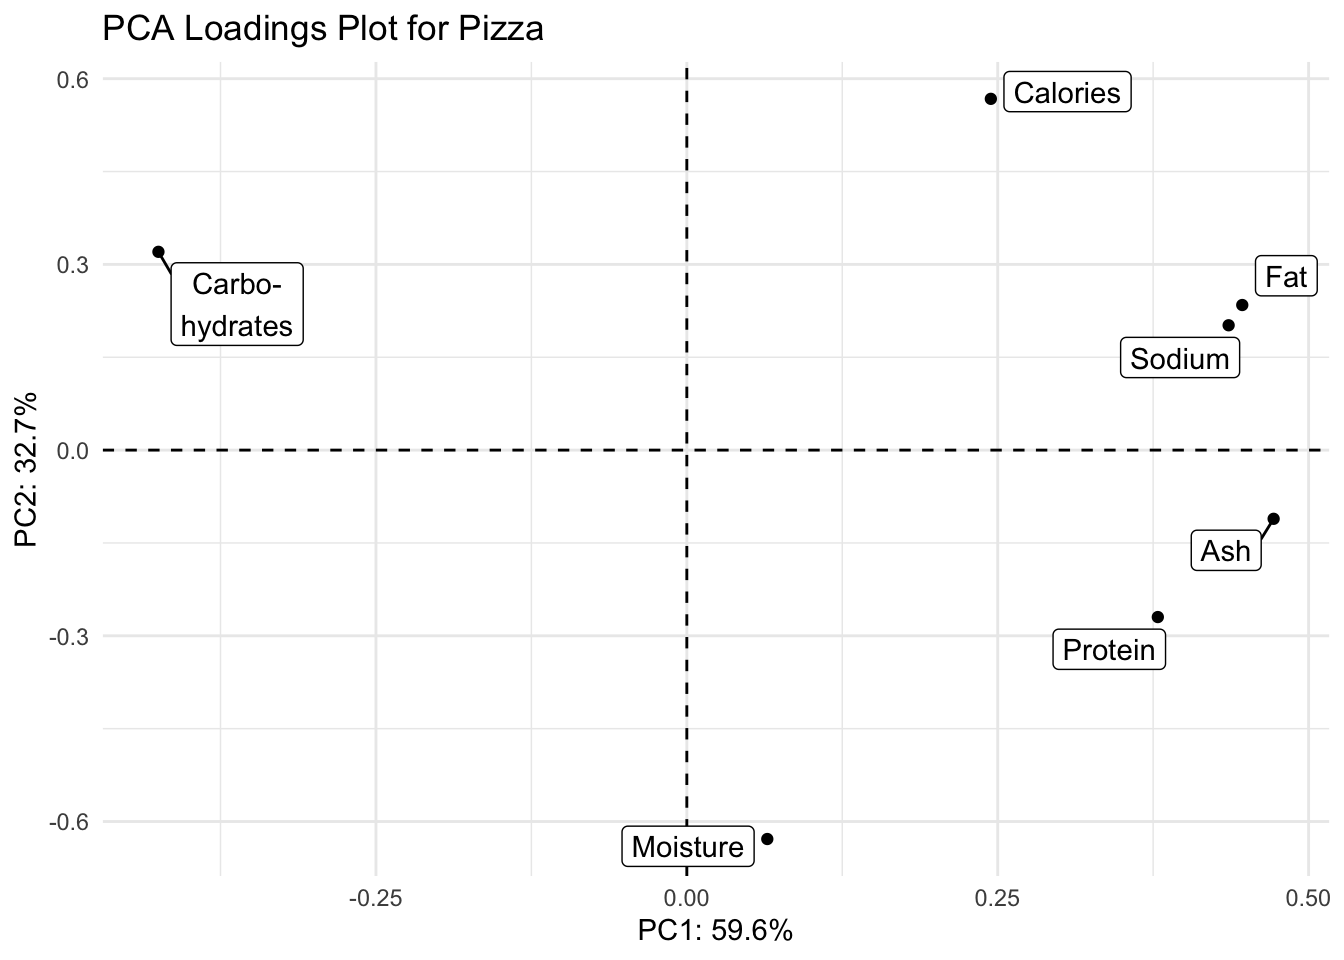 PCA Loadings Plot for Pizza
0.6
Calories
0.3
Fat
Carbo-
hydrates
Sodium
PC2: 32.7%
0.0
Ash
-0.3
Protein
-0.6
Moisture
-0.25
0.00
0.25
0.50
PC1: 59.6%